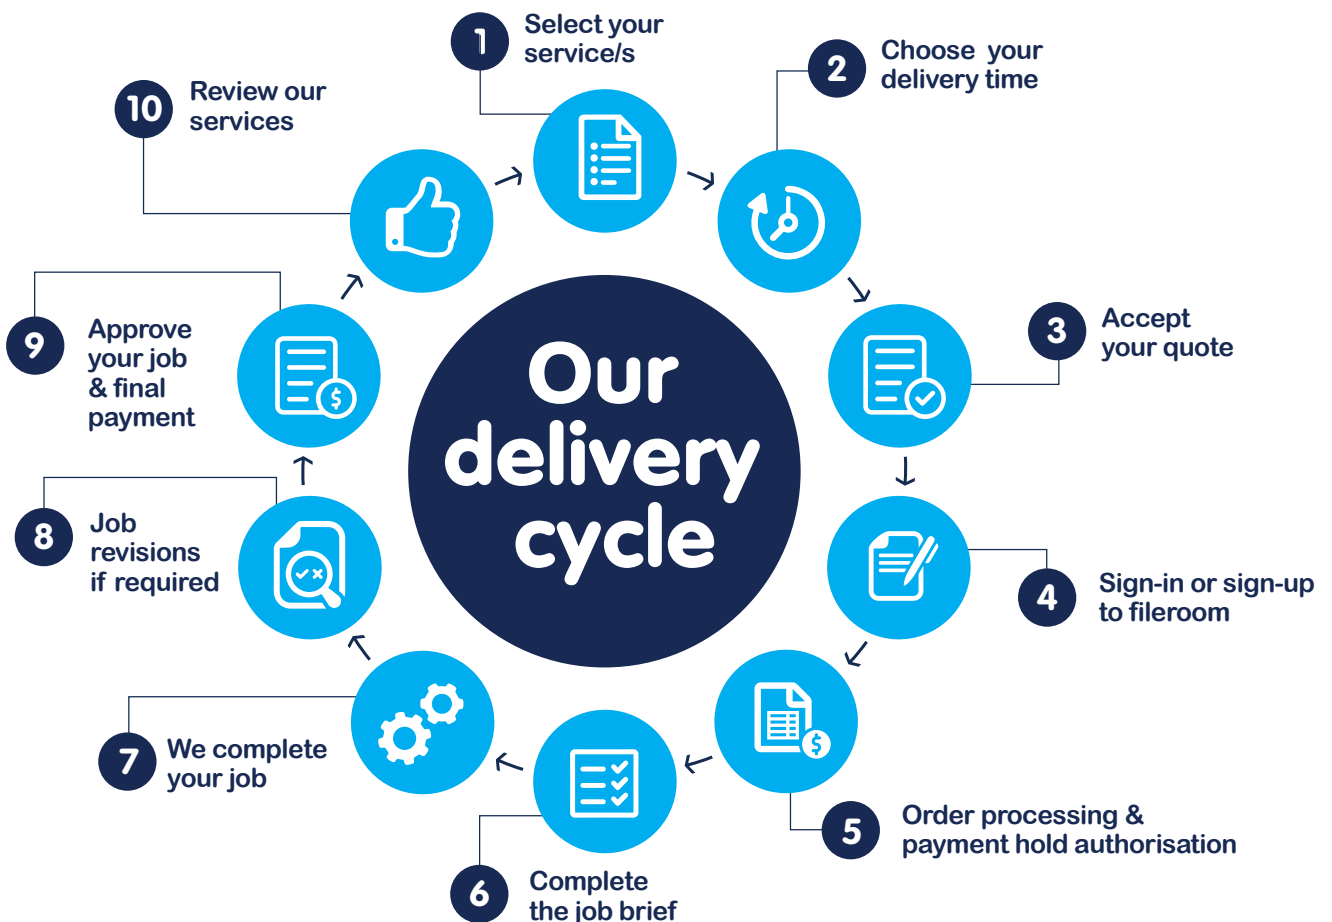 Our
delivery
cycle
1
Select your
service/s
2
Choose your
delivery time
3
Accept
your quote
4
Sign-in or sign-up
to fileroom
5
Order processing &
payment hold authorisation
6
Complete
the job brief
7
We complete
your job
8
Job
revisions
if required
9
Approve
your job
& final
payment
10
Review our
services
$
$